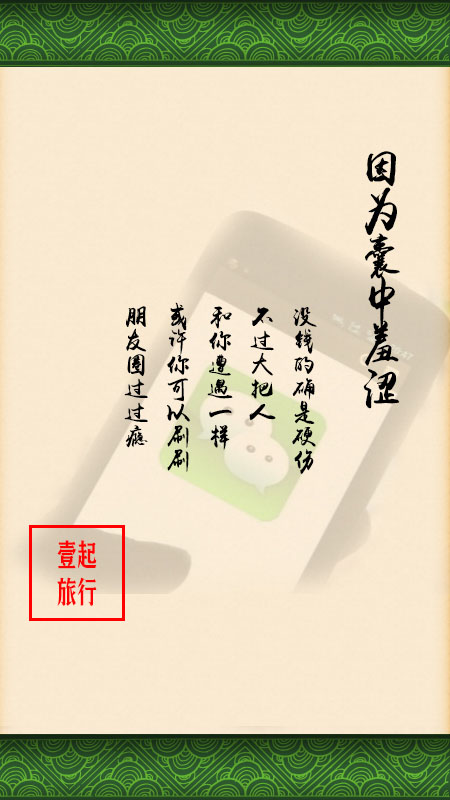 因为囊中羞涩
没钱的确是硬伤
不过大把人
和你遭遇一样
或许你可以刷刷
朋友圈过过瘾
壹起
旅行